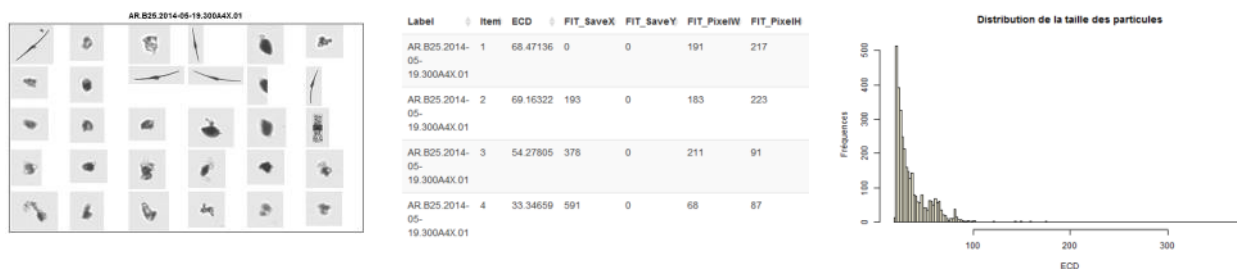 AR.B25.2014-05-19.300A4X.01
Label Item ECD FIT_SaveX FIT_SaveY FIT_PixelW FIT_PixelH
AR.B25.2014- 1 68.47136 0 0 191 217
05-
19.300A4X.01
AR.B25.2014- 2 69.16322 193 0 183 223
05-
19.300A4X.01
AR.B25.2014- 3 54.27805 378 0 211 91
05-
19.300A4X.01
AR.B25.2014- 4 33.34659 591 0 68 87
05-
19.300A4X.01
Distribution de la taille des particules
Fréquences
500
400
300
200
100
0
100 200 300
ECD